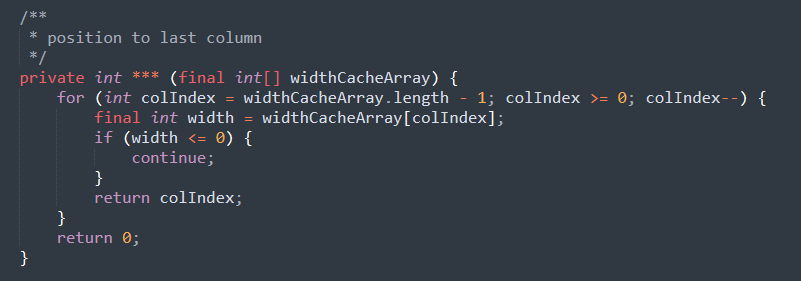 /**
 * position to last column
 */
private int *** (final int[] widthCacheArray) {
    for (int colIndex = widthCacheArray.length - 1; colIndex >= 0; colIndex--) {
        final int width = widthCacheArray[colIndex];
        if (width <= 0) {
            continue;
        }
        return colIndex;
    }
    return 0;
}